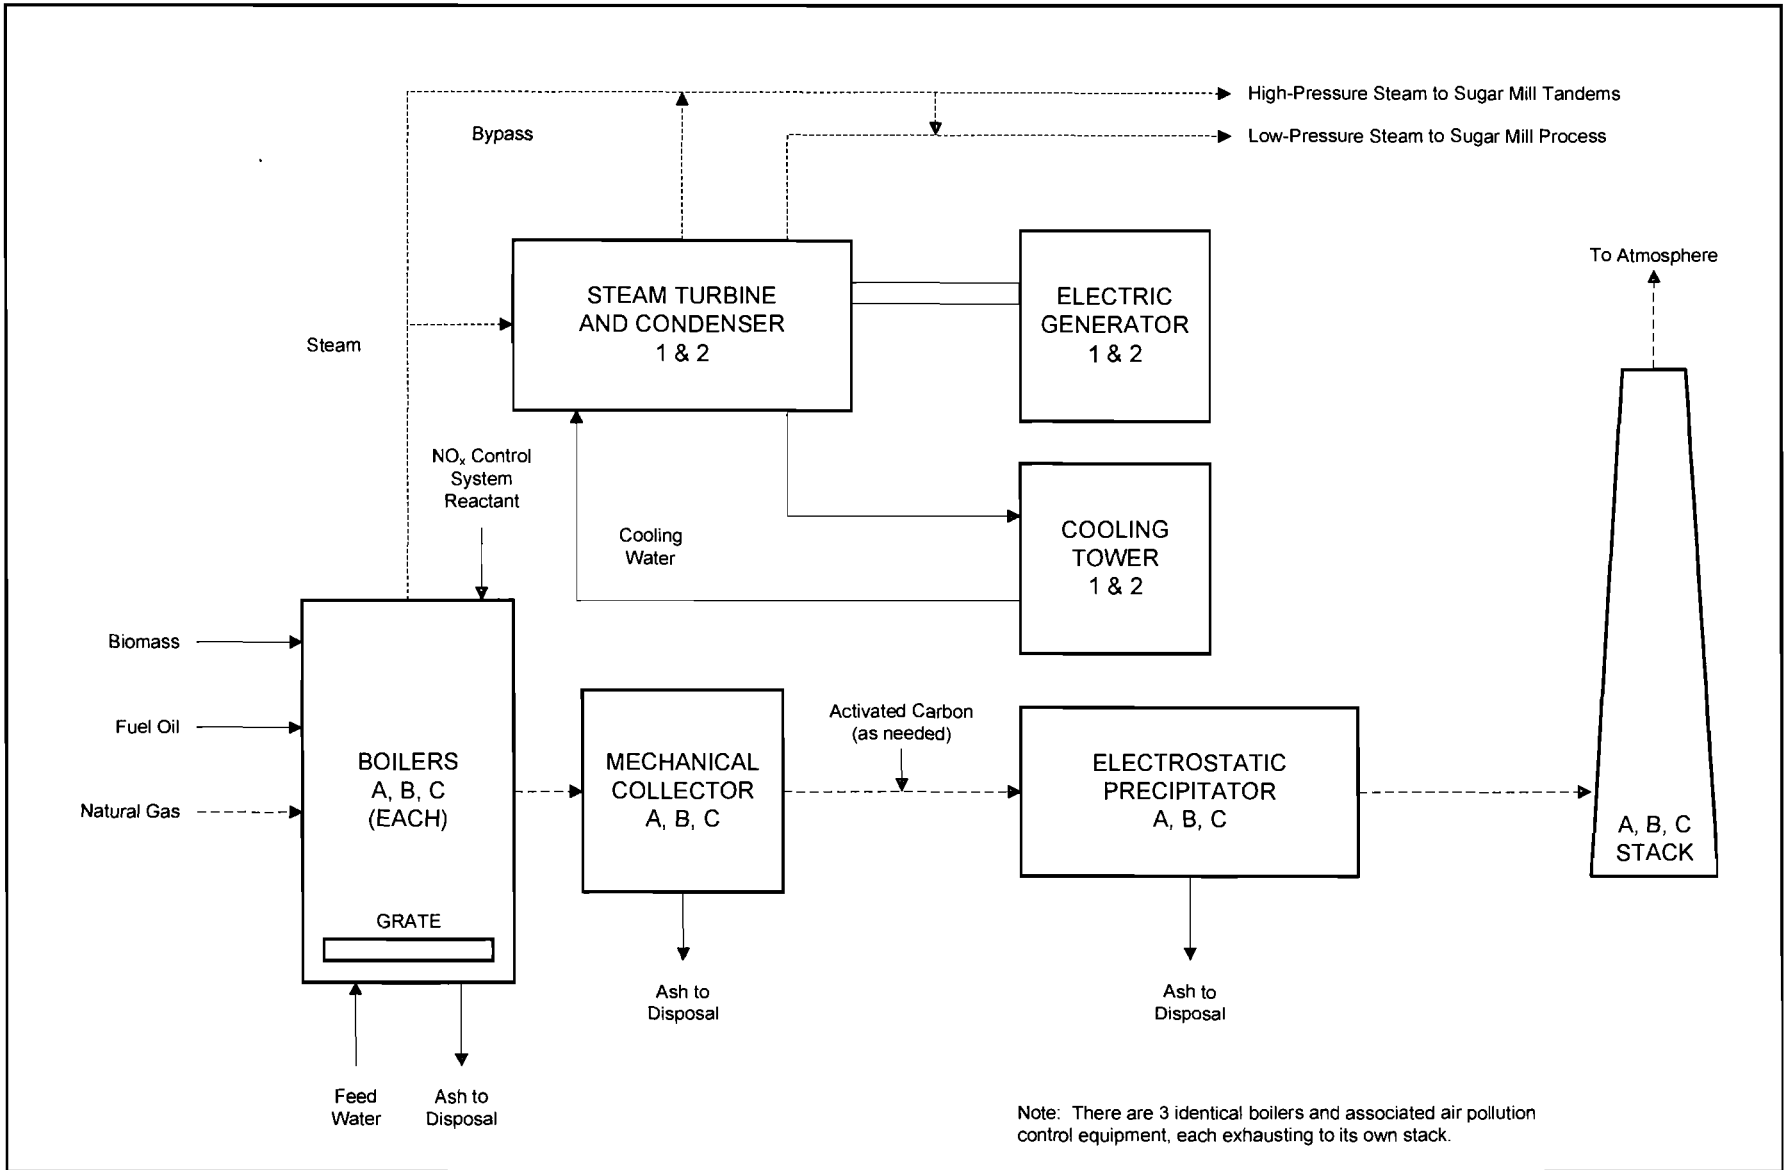 High-Pressure Steam to Sugar Mill Tandems
Bypass
Low-Pressure Steam to Sugar Mill Process
To Atmosphere
STEAM TURBINE
AND CONDENSER
1 & 2
ELECTRIC
GENERATOR
1 & 2
Steam
NOx Control
System
Reactant
Cooling
Water
COOLING
TOWER
1 & 2
Biomass
Fuel Oil
Natural Gas
BOILERS
A, B, C
(EACH)
GRATE
MECHANICAL
COLLECTOR
A, B, C
Activated Carbon
(as needed)
ELECTROSTATIC
PRECIPITATOR
A, B, C
A, B, C
STACK
Ash to
Disposal
Ash to
Disposal
Feed
Water
Ash to
Disposal
Note: There are 3 identical boilers and associated air pollution
control equipment, each exhausting to its own stack.